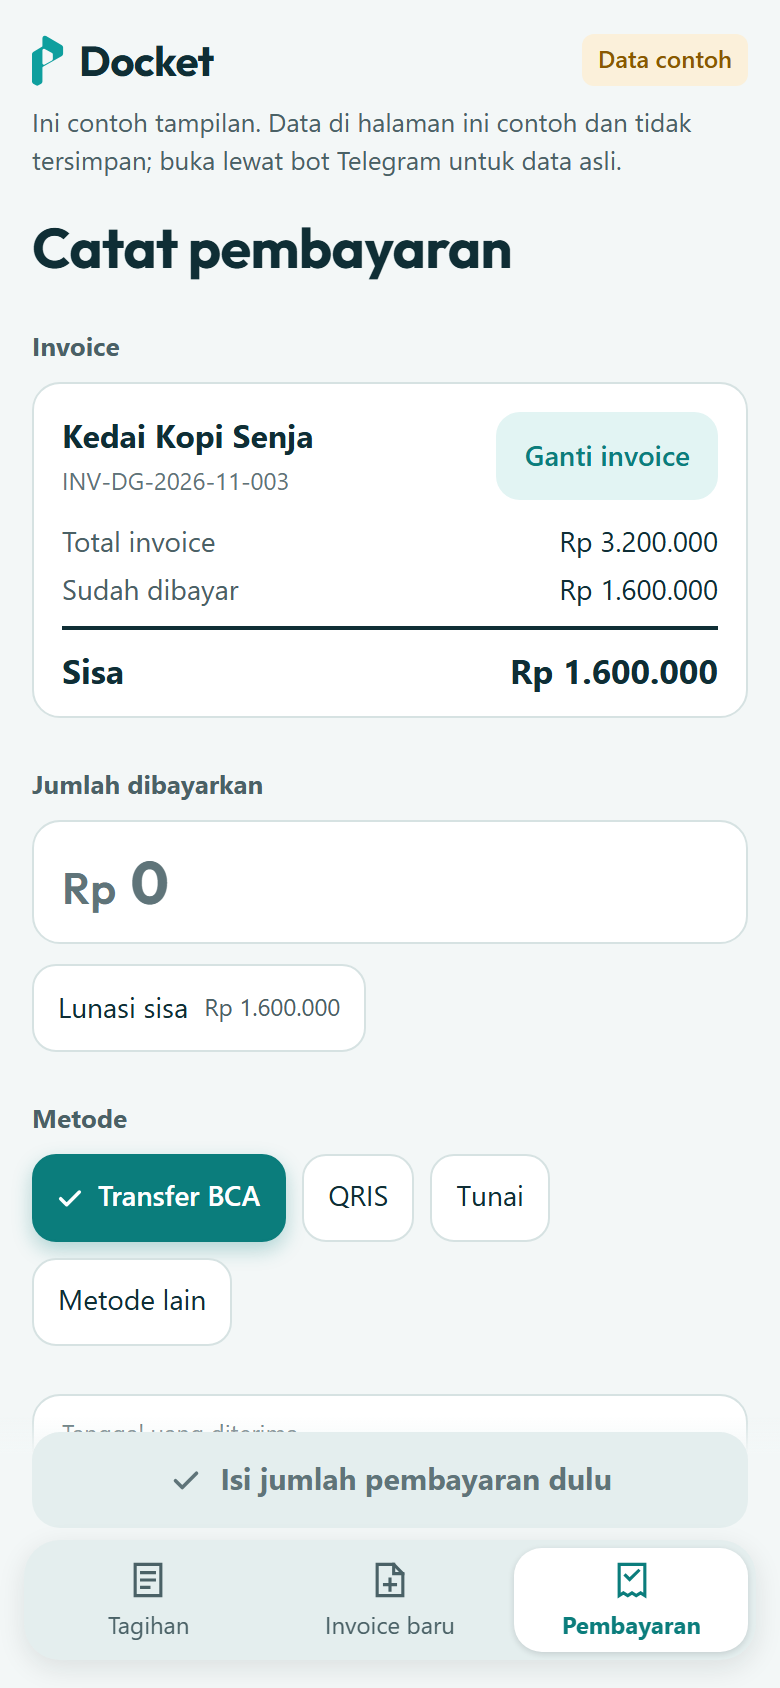 Docket
Data contoh
Ini contoh tampilan. Data di halaman ini contoh dan tidak
tersimpan; buka lewat bot Telegram untuk data asli.
Catat pembayaran
Invoice
Kedai Kopi Senja
INV-DG-2026-11-003
Ganti invoice
Total invoice Rp 3.200.000
Sudah dibayar Rp 1.600.000
Sisa Rp 1.600.000
Jumlah dibayarkan
Rp 0
Lunasi sisa Rp 1.600.000
Metode
Transfer BCA
QRIS
Tunai
Metode lain
Tanggal uang diterima
Isi jumlah pembayaran dulu
Tagihan
Invoice baru
Pembayaran